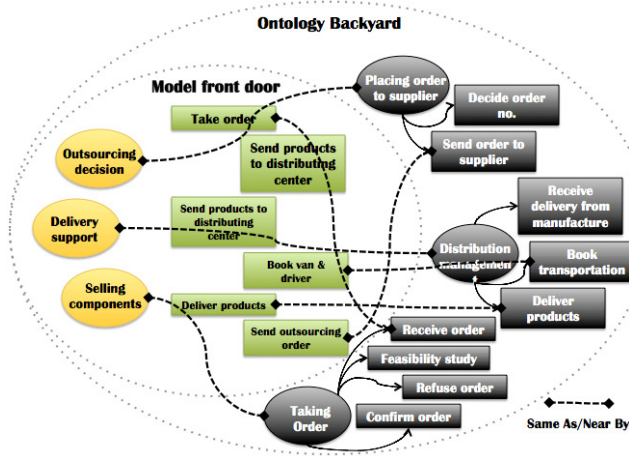 Ontology Backyard
Model front door
Placing order
to supplier
Decide order
no.
Take order
Send order to
supplier
Send products
to distributing
center
Outsourcing
decision
Receive
delivery from
manufacture
Send products to
distributing
center
Delivery
support
Distribution
management
Book
transportation
Book van &
driver
Selling
components
Deliver products
Deliver
products
Send outsourcing
order
Receive order
Feasibility study
Refuse order
Taking
Order
Confirm order
Same As/Near By